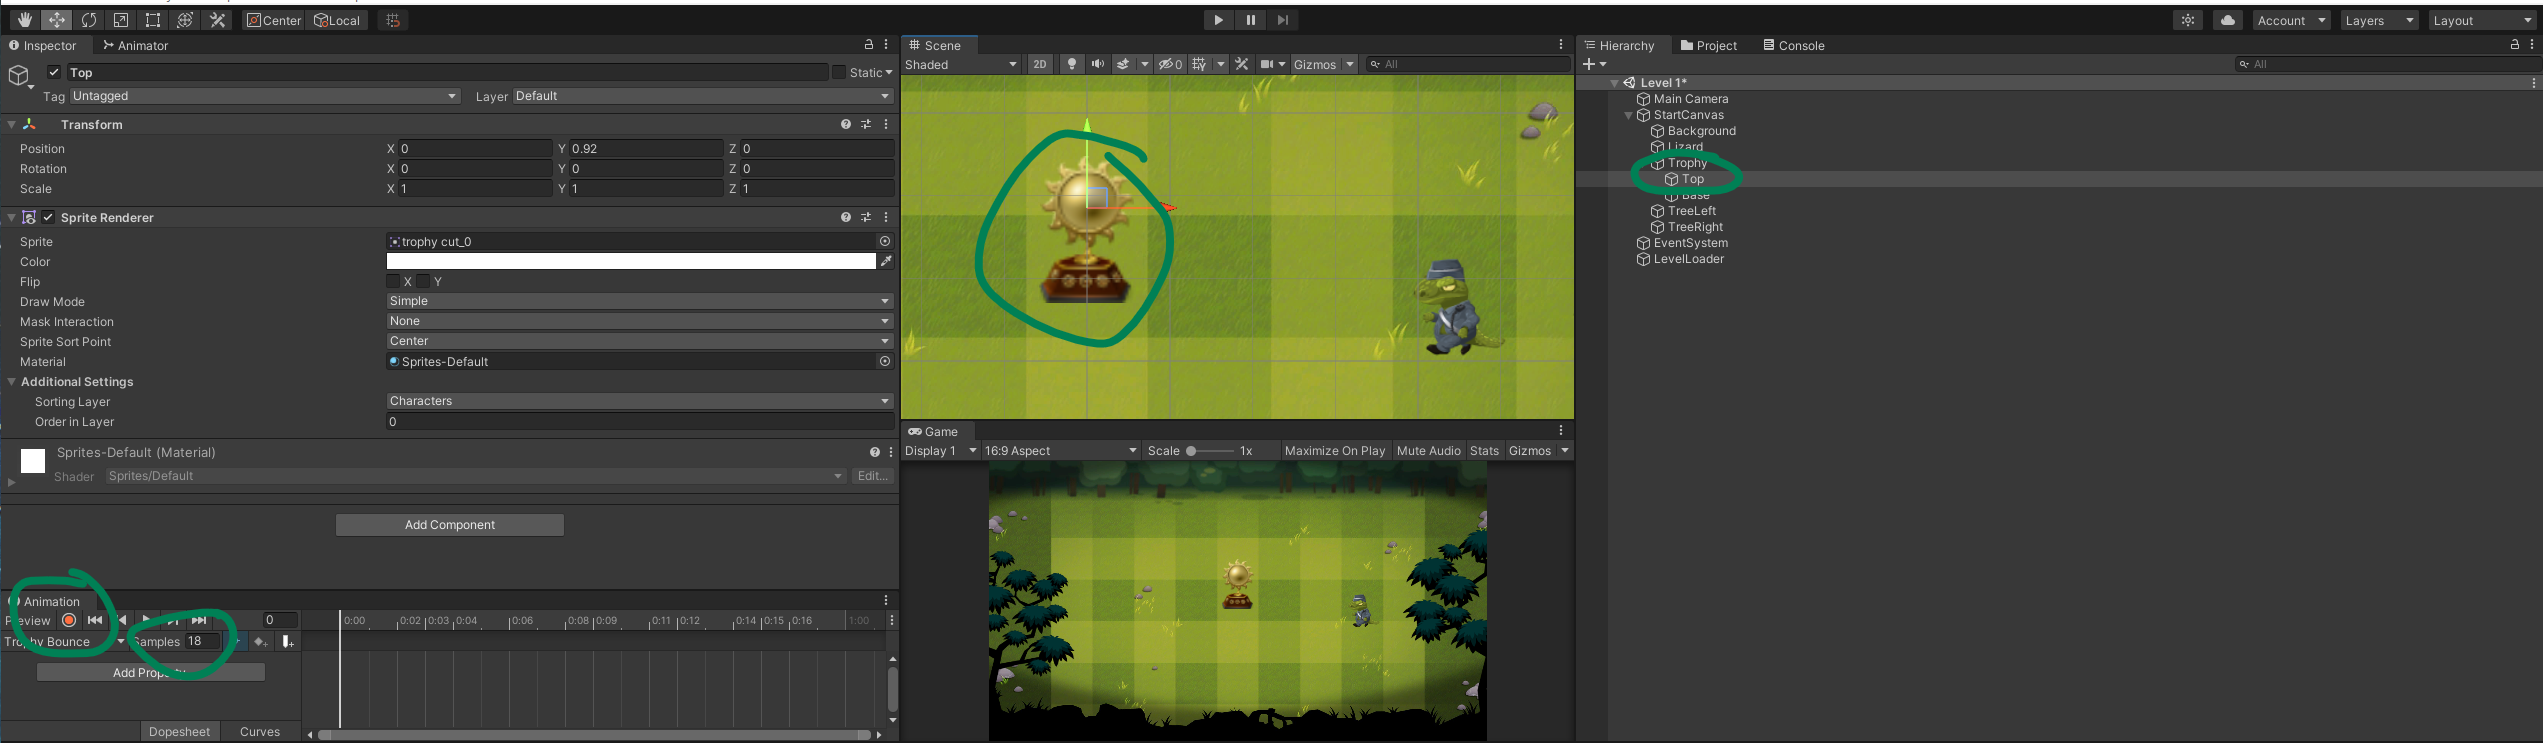 Center Local Account Layers Layout
Inspector Animator
Top Static
Tag Untagged Layer Default
Transform
Position X 0 Y 0.92 Z 0
Rotation X 0 Y 0 Z 0
Scale X 1 Y 1 Z 1
Sprite Renderer
Sprite trophy cut_0
Color
Flip X Y
Draw Mode Simple
Mask Interaction None
Sprite Sort Point Center
Material Sprites-Default
Additional Settings
Sorting Layer Characters
Order in Layer 0
Sprites-Default (Material)
Shader Sprites/Default Edit...
Add Component
Animation
Preview 0
Trophy Bounce Samples 18
Add Property
0:00 0:02 0:03 0:04 0:06 0:08 0:09 0:11 0:12 0:14 0:15 0:16 1:00
Dopesheet Curves
Scene
Shaded 2D 0 Gizmos All
Game
Display 1 16:9 Aspect Scale 1x Maximize On Play Mute Audio Stats Gizmos
Hierarchy Project Console
All
Level 1*
Main Camera
StartCanvas
Background
Lizard
Trophy
Top
Base
TreeLeft
TreeRight
EventSystem
LevelLoader